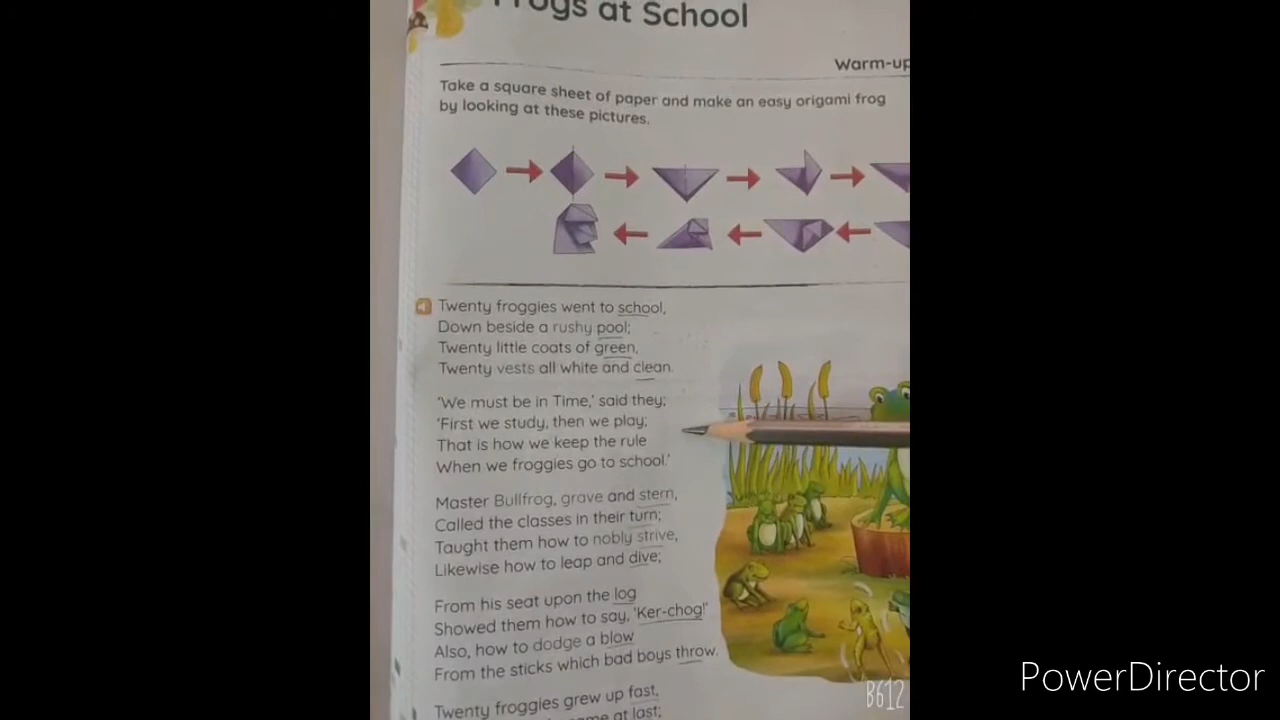 Frogs at School
Warm-up
Take a square sheet of paper and make an easy origami frog
by looking at these pictures.
Twenty froggies went to school,
Down beside a rushy pool;
Twenty little coats of green,
Twenty vests all white and clean.
‘We must be in Time,’ said they;
‘First we study, then we play;
That is how we keep the rule
When we froggies go to school.’
Master Bullfrog, grave and stern,
Called the classes in their turn;
Taught them how to nobly strive,
Likewise how to leap and dive;
From his seat upon the log
Showed them how to say, ‘Ker-chog!’
Also, how to dodge a blow
From the sticks which bad boys throw.
Twenty froggies grew up fast,
at last;
PowerDirector
B612